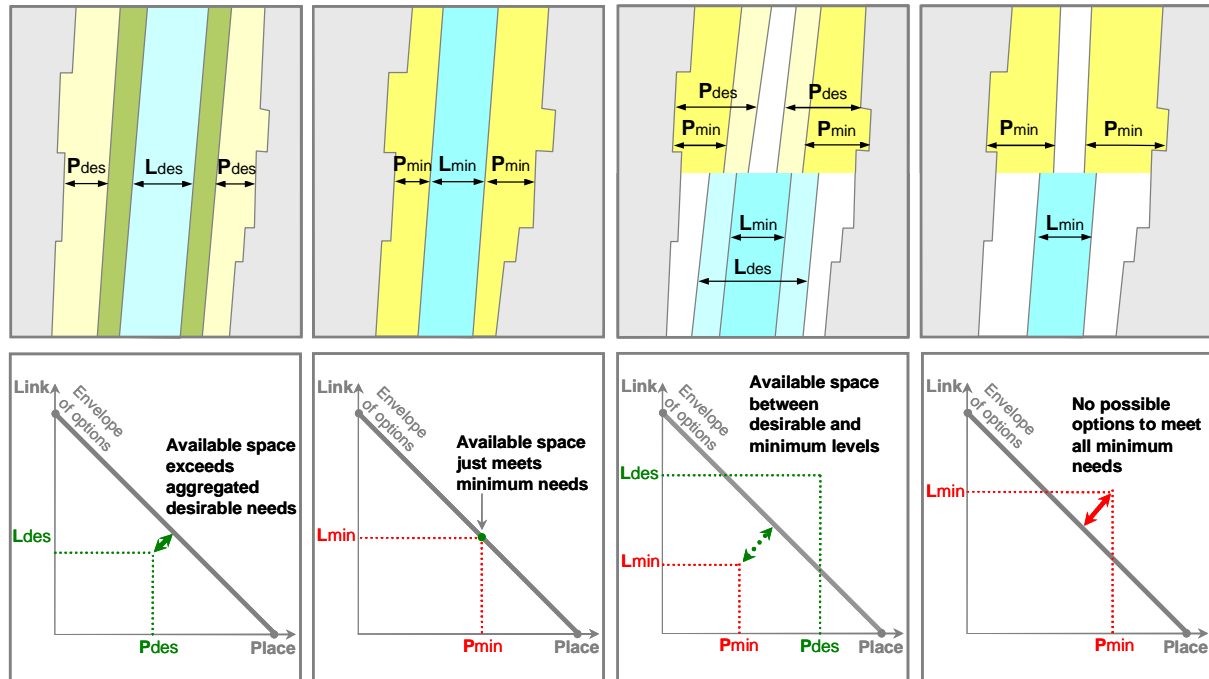 Pdes Ldes Pdes
Pmin Lmin Pmin
Pdes Pdes
Pmin Pmin
Lmin
Ldes
Pmin Pmin
Lmin
Link
Envelope
of options
Available space
exceeds
aggregated
desirable needs
Ldes
Pdes Place
Link
Envelope
of options
Available space
just meets
minimum needs
Lmin
Pmin Place
Link
Envelope
of options
Available space
between
desirable and
minimum levels
Ldes
Lmin
Pmin Pdes Place
Link
Envelope
of options
No possible
options to meet
all minimum
needs
Lmin
Pmin Place